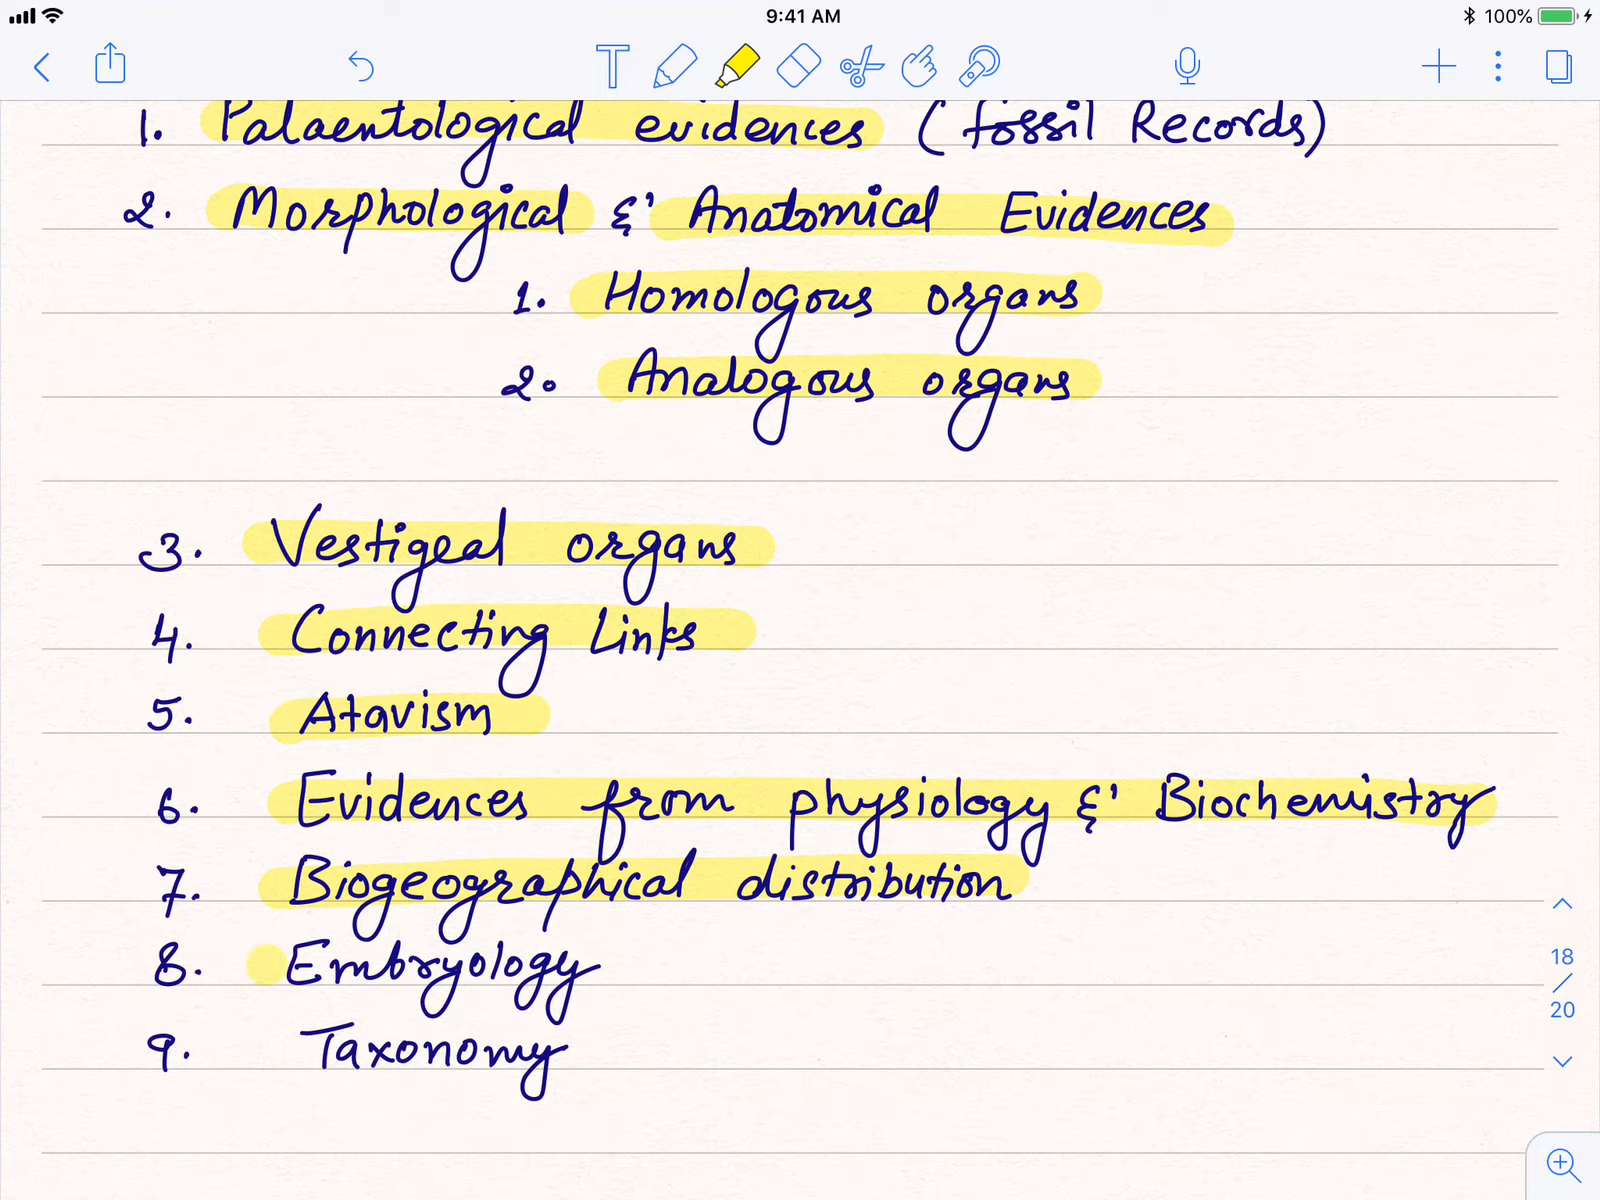 9:41 AM
100%
1. Palaentological evidences (fossil Records)
2. Morphological & Anatomical Evidences
1. Homologous organs
2. Analogous organs
3. Vestigeal organs
4. Connecting Links
5. Atavism
6. Evidences from physiology & Biochemistry
7. Biogeographical distribution
8. Embryology
9. Taxonomy
18
/
20